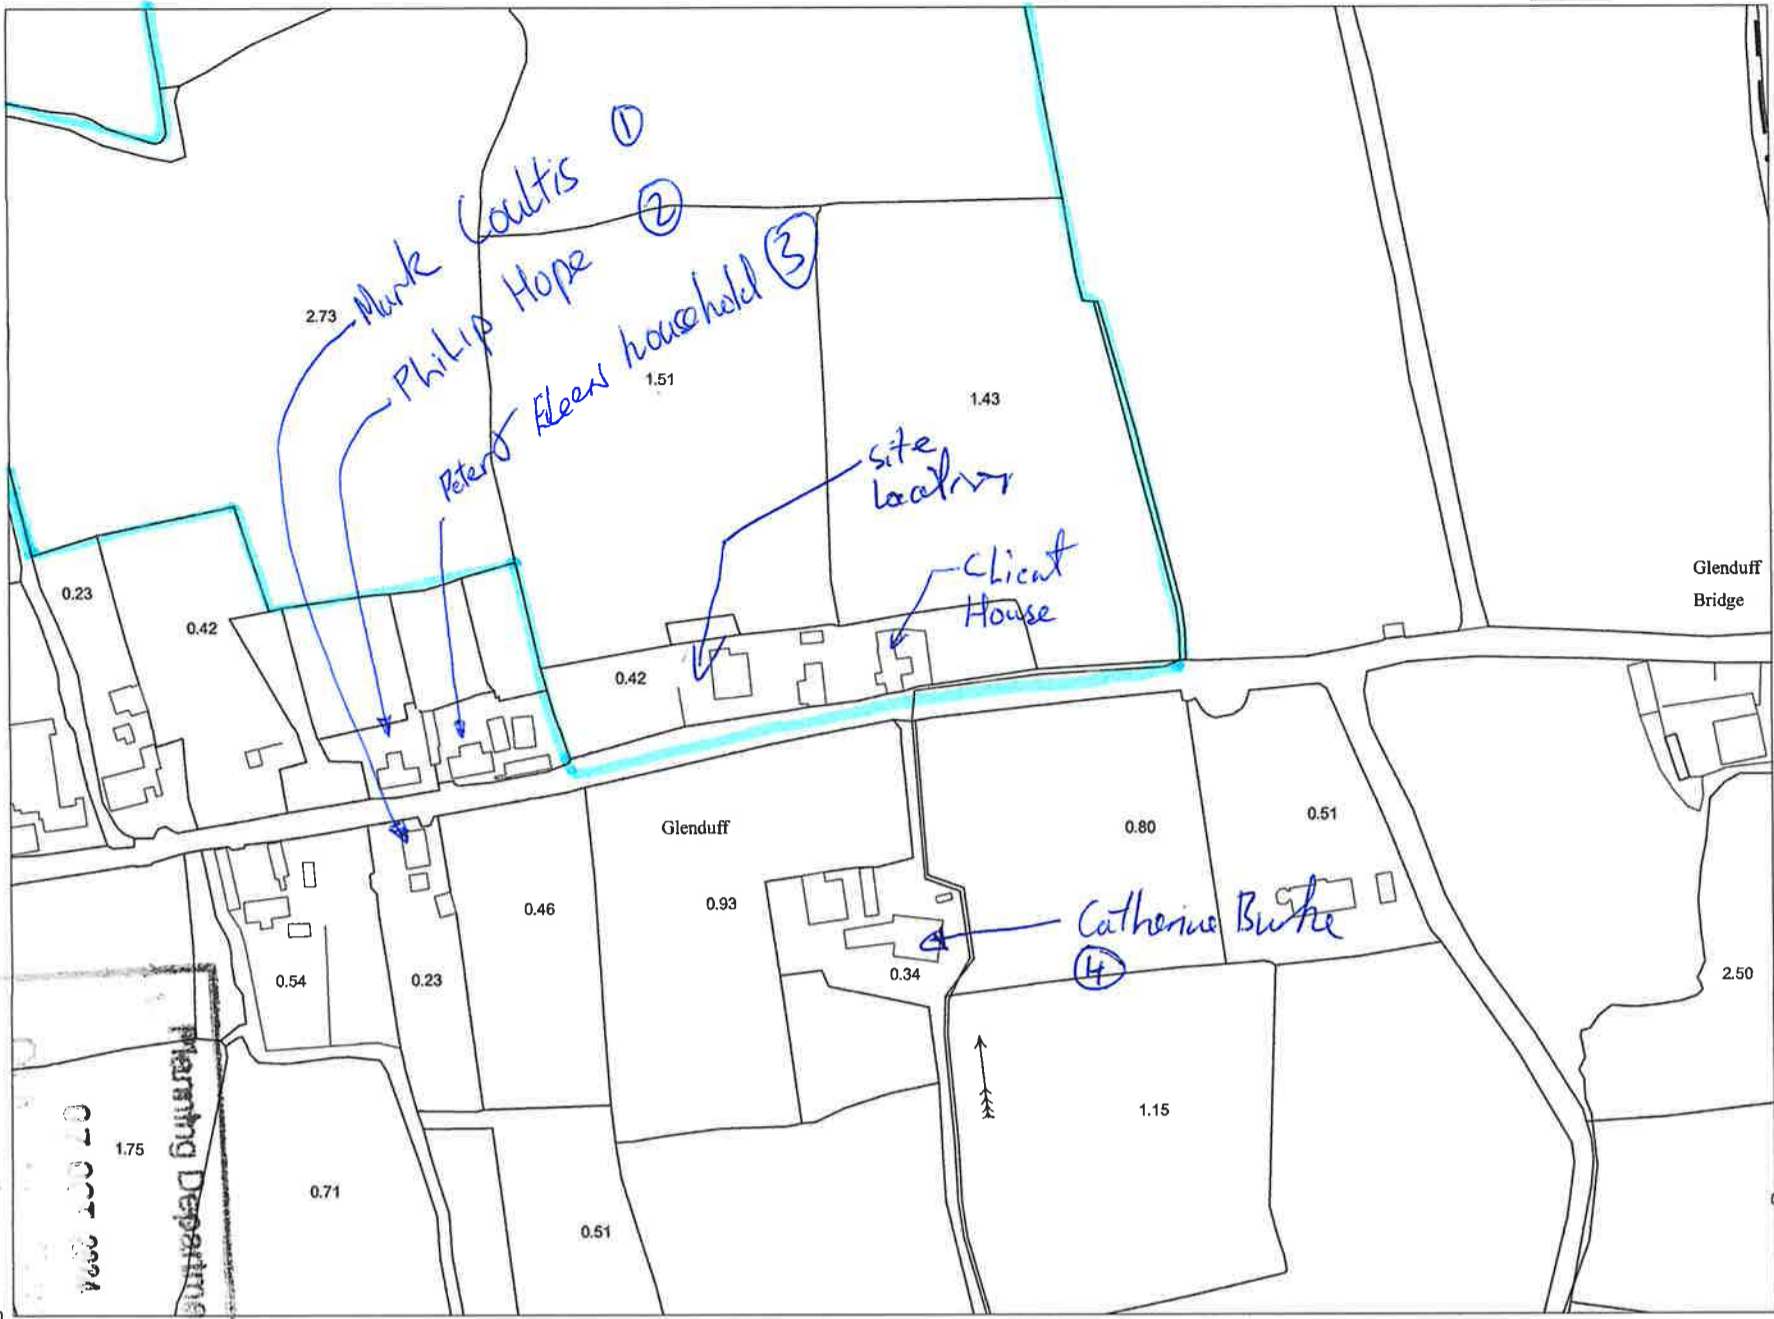 Mark Coultis ①
Philip Hope ②
Peter & Eileen household ③
2.73
1.51
1.43
Site
Location
Client
House
Glenduff
Bridge
0.23
0.42
0.42
Glenduff
0.80
0.51
0.46
0.93
Catherine Burke
④
0.54
0.23
0.34
2.50
1.75
1.15
0.71
0.51
Planning Departme
07 OCT 2024